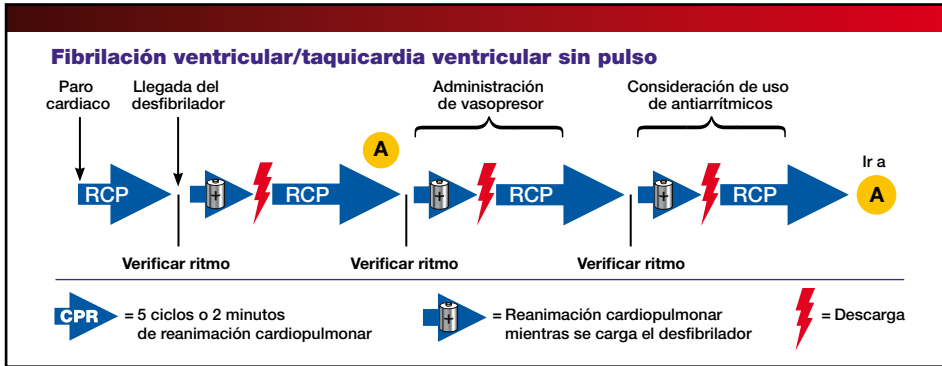 Fibrilación ventricular/taquicardia ventricular sin pulso
Paro
cardiaco
Llegada del
desfibrilador
Administración
de vasopresor
Consideración de uso
de antiarrítmicos
A
Ir a
A
RCP
+
RCP
+
RCP
+
RCP
Verificar ritmo
Verificar ritmo
Verificar ritmo
CPR
= 5 ciclos o 2 minutos
de reanimación cardiopulmonar
+
= Reanimación cardiopulmonar
mientras se carga el desfibrilador
= Descarga